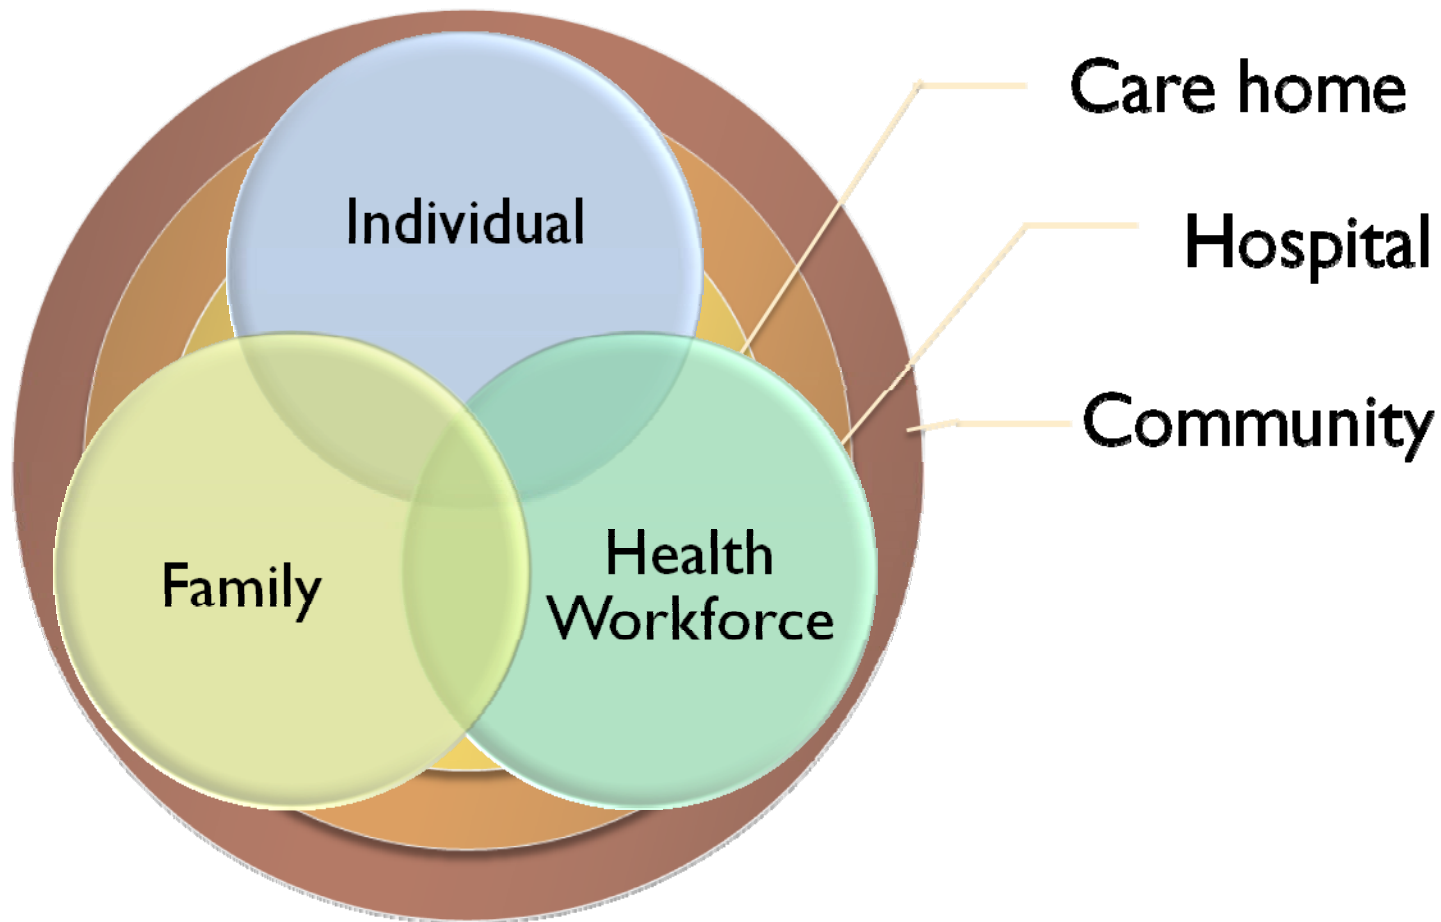 Care home
Individual
Hospital
Community
Family
Health
Workforce